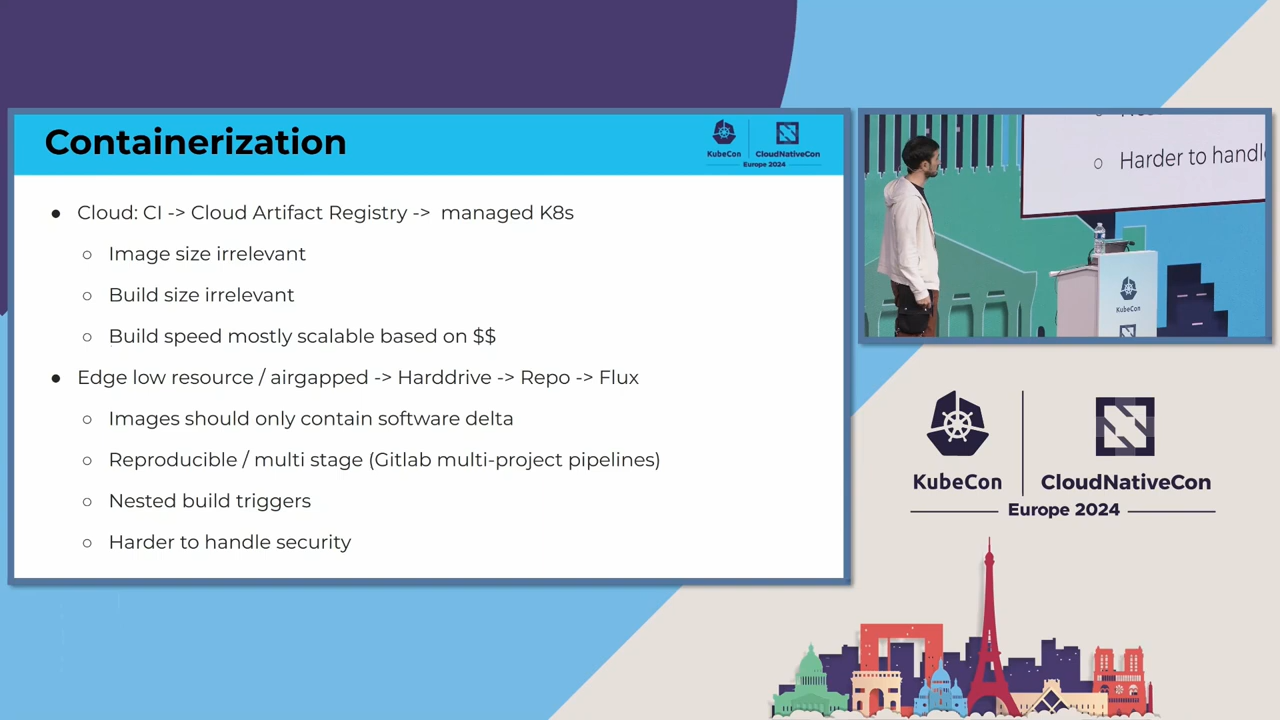 Containerization
KubeCon
CloudNativeCon
Europe 2024
● Cloud: CI -> Cloud Artifact Registry -> managed K8s
○ Image size irrelevant
○ Build size irrelevant
○ Build speed mostly scalable based on $$
● Edge low resource / airgapped -> Harddrive -> Repo -> Flux
○ Images should only contain software delta
○ Reproducible / multi stage (Gitlab multi-project pipelines)
○ Nested build triggers
○ Harder to handle security
○ Harder to handl
KubeCon
KubeCon
CloudNativeCon
Europe 2024